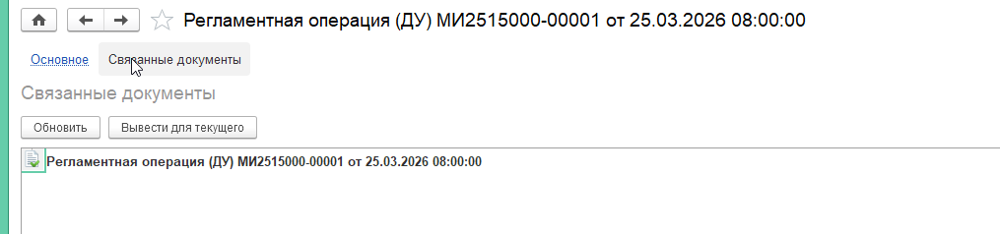 Регламентная операция (ДУ) МИ2515000-00001 от 25.03.2026 08:00:00
Основное Связанные документы
Связанные документы
Обновить Вывести для текущего
Регламентная операция (ДУ) МИ2515000-00001 от 25.03.2026 08:00:00